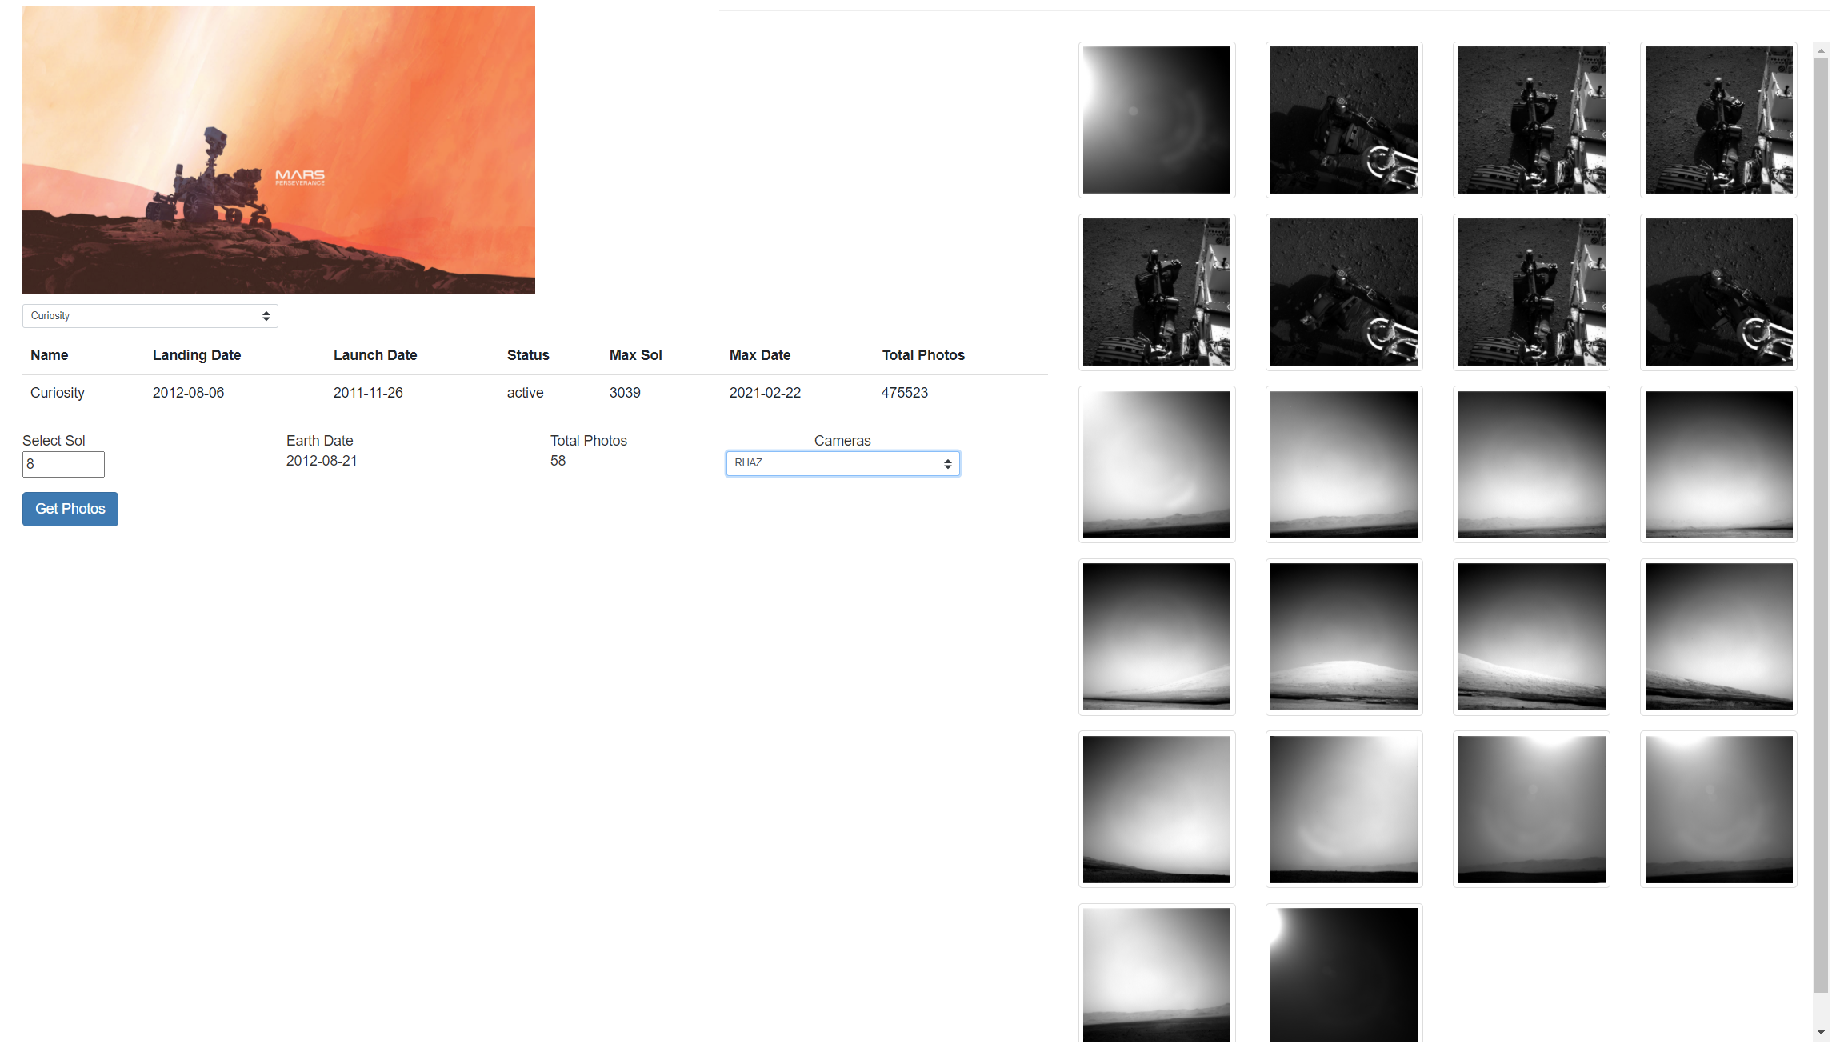 MARS
PERSEVERANCE
Curiosity
Name Landing Date Launch Date Status Max Sol Max Date Total Photos
Curiosity 2012-08-06 2011-11-26 active 3039 2021-02-22 475523
Select Sol Earth Date Total Photos Cameras
8 2012-08-21 58 RHAZ
Get Photos